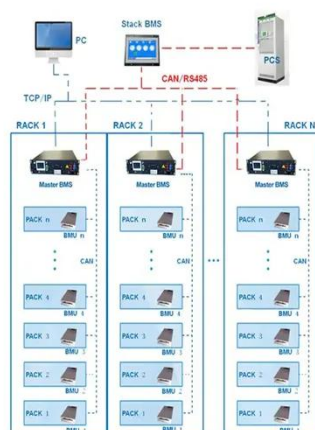 PC
Stack BMS
PCS
CAN/RS485
TCP/IP
RACK 1
RACK 2
RACK N
Master BMS
Master BMS
Master BMS
PACK n
BMU n
PACK n
BMU n
PACK n
BMU n
CAN
CAN
CAN
PACK 4
BMU 4
PACK 4
BMU 4
PACK 4
BMU 4
PACK 3
BMU 3
PACK 3
BMU 3
PACK 3
BMU 3
PACK 2
BMU 2
PACK 2
BMU 2
PACK 2
BMU 2
PACK 1
PACK 1
PACK 1